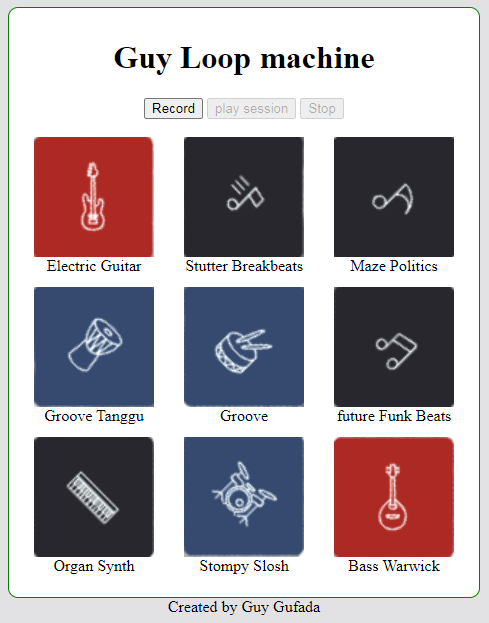 Guy Loop machine
Record play session Stop
Electric Guitar Stutter Breakbeats Maze Politics
Groove Tanggu Groove future Funk Beats
Organ Synth Stompy Slosh Bass Warwick
Created by Guy Gufada